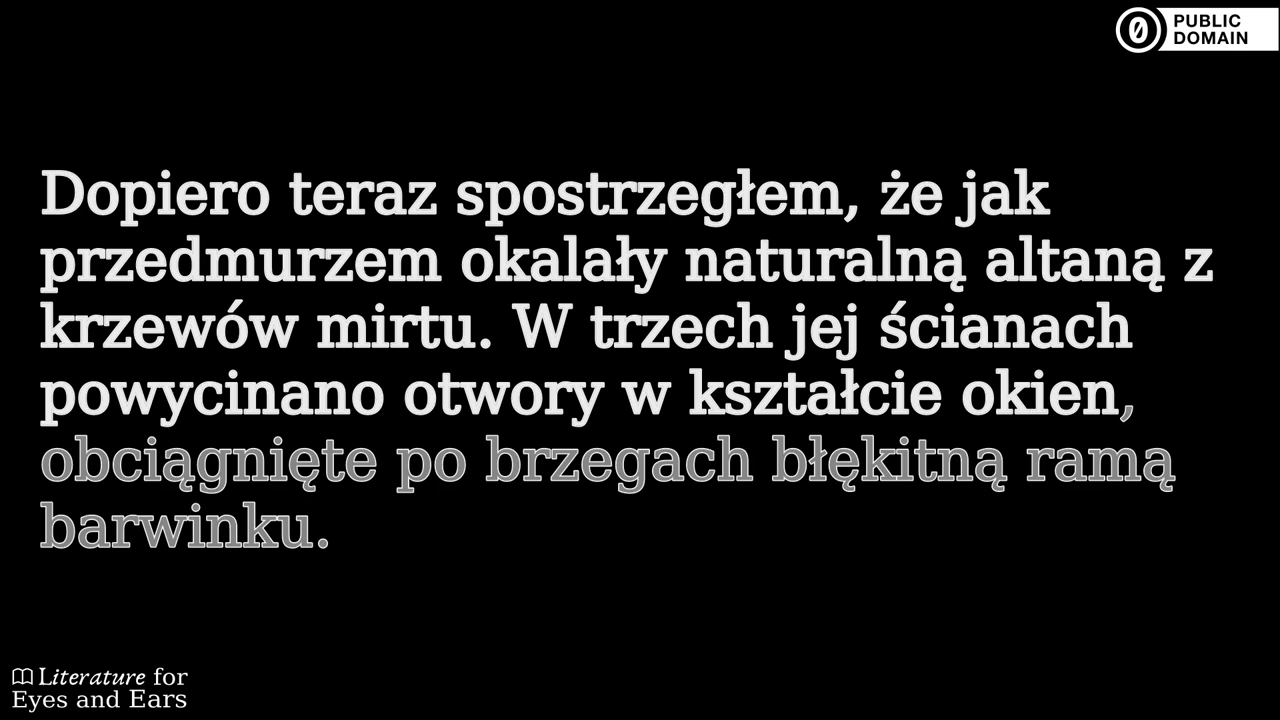 PUBLIC
DOMAIN
Dopiero teraz spostrzegłem, że jak
przedmurzem okalały naturalną altaną z
krzewów mirtu. W trzech jej ścianach
powycinano otwory w kształcie okien,
obciągnięte po brzegach błękitną ramą
barwinku.
Literature for
Eyes and Ears